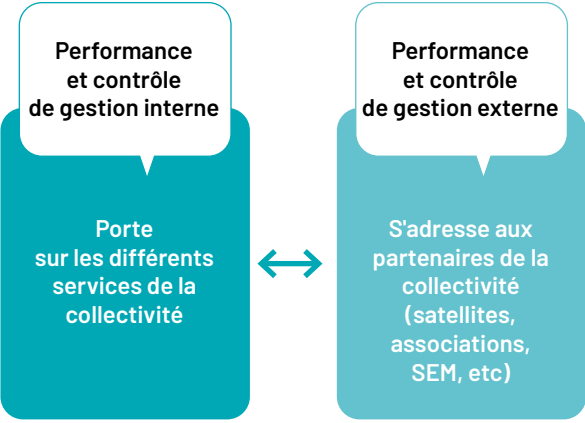 Performance
et contrôle
de gestion interne
Porte
sur les différents
services de la
collectivité
Performance
et contrôle
de gestion externe
S'adresse aux
partenaires de la
collectivité
(satellites,
associations,
SEM, etc)